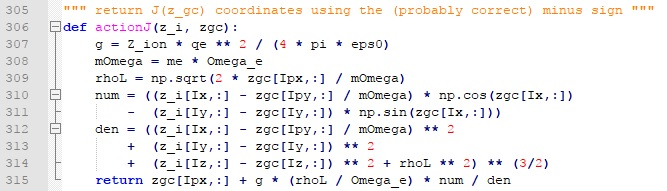 305 """ return J(z_gc) coordinates using the (probably correct) minus sign """
306 def actionJ(z_i, zgc):
307 g = Z_ion * qe ** 2 / (4 * pi * eps0)
308 mOmega = me * Omega_e
309 rhoL = np.sqrt(2 * zgc[Ipx,:] / mOmega)
310 num = ((z_i[Ix,:] - zgc[Ipy,:] / mOmega) * np.cos(zgc[Ix,:])
311 - (z_i[Iy,:] - zgc[Iy,:]) * np.sin(zgc[Ix,:]))
312 den = ((z_i[Ix,:] - zgc[Ipy,:] / mOmega) ** 2
313 + (z_i[Iy,:] - zgc[Iy,:]) ** 2
314 + (z_i[Iz,:] - zgc[Iz,:]) ** 2 + rhoL ** 2) ** (3/2)
315 return zgc[Ipx,:] + g * (rhoL / Omega_e) * num / den